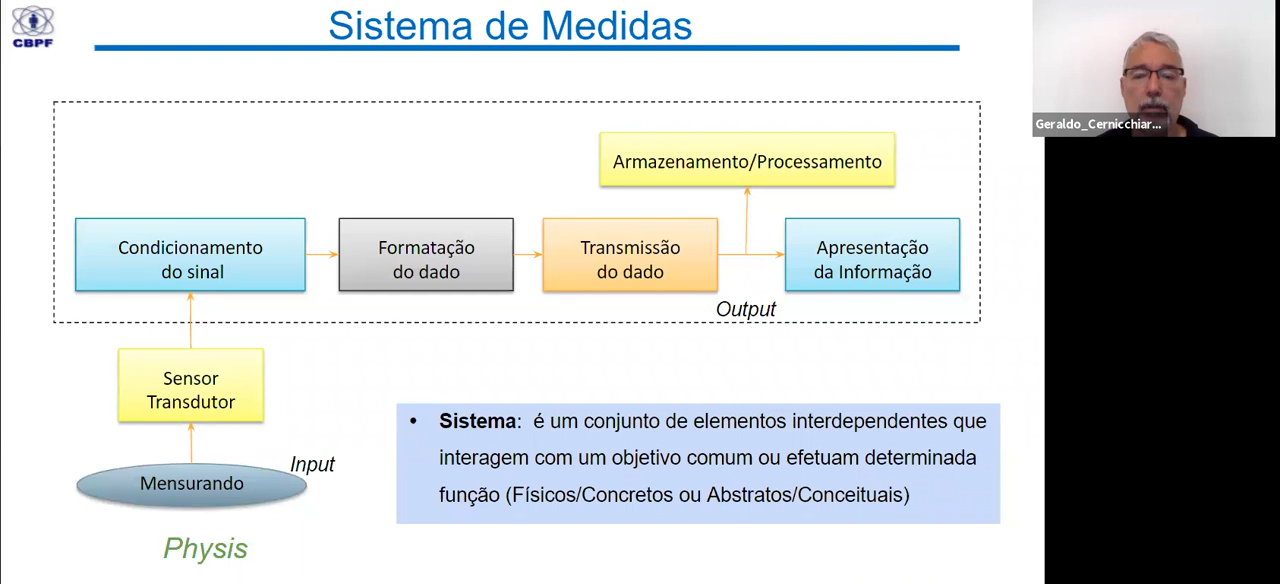 CBPF
Sistema de Medidas
Geraldo_Cernicchiar...
Armazenamento/Processamento
Condicionamento
do sinal
Formatação
do dado
Transmissão
do dado
Apresentação
da Informação
Output
Sensor
Transdutor
Input
Mensurando
Physis
• Sistema: é um conjunto de elementos interdependentes que
interagem com um objetivo comum ou efetuam determinada
função (Físicos/Concretos ou Abstratos/Conceituais)